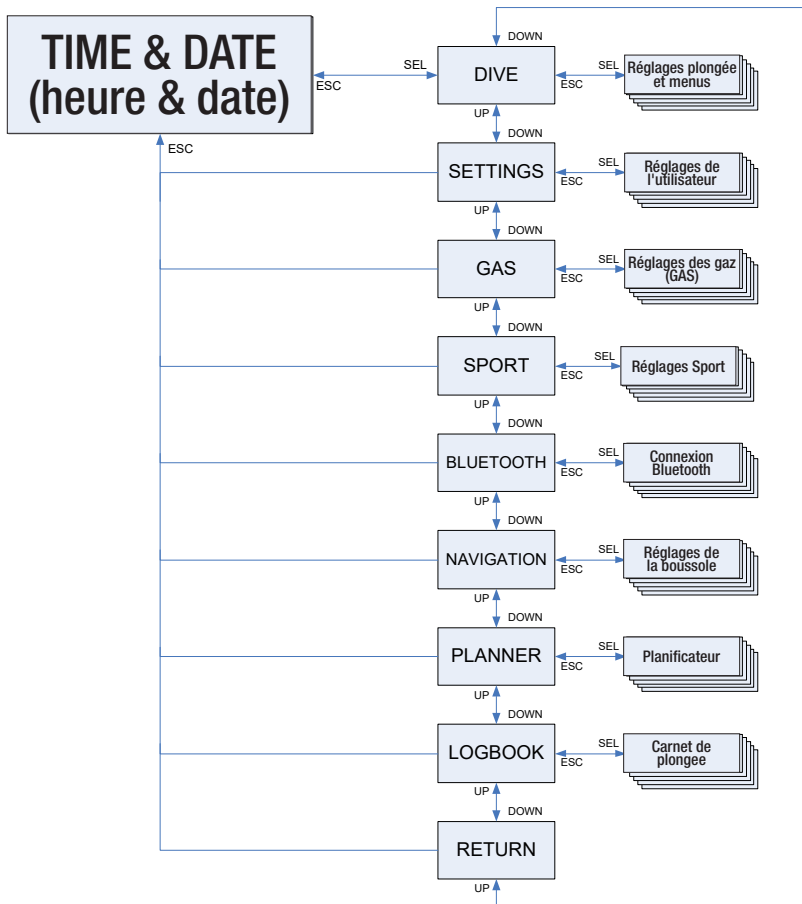 TIME & DATE
(heure & date)
DOWN
SEL
ESC
DIVE
SEL
ESC
Réglages plongée
et menus
UP
DOWN
ESC
SETTINGS
SEL
ESC
Réglages de
l'utilisateur
UP
DOWN
GAS
SEL
ESC
Réglages des gaz
(GAS)
UP
DOWN
SPORT
SEL
ESC
Réglages Sport
UP
DOWN
BLUETOOTH
SEL
ESC
Connexion
Bluetooth
UP
DOWN
NAVIGATION
SEL
ESC
Réglages de
la boussole
UP
DOWN
PLANNER
SEL
ESC
Planificateur
UP
DOWN
LOGBOOK
SEL
ESC
Carnet de
plongee
UP
DOWN
RETURN
UP